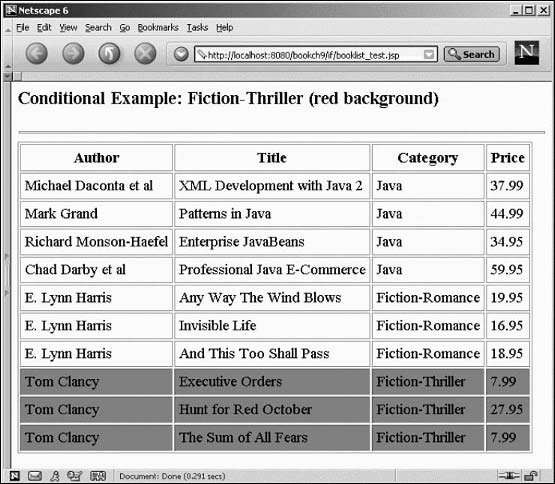 N Netscape 6
File Edit View Search Go Bookmarks Tasks Help
http://localhost:8080/bookch9/if/booklist_test.jsp Search N
Conditional Example: Fiction-Thriller (red background)
Author Title Category Price
Michael Daconta et al XML Development with Java 2 Java 37.99
Mark Grand Patterns in Java Java 44.99
Richard Monson-Haefel Enterprise JavaBeans Java 34.95
Chad Darby et al Professional Java E-Commerce Java 59.95
E. Lynn Harris Any Way The Wind Blows Fiction-Romance 19.95
E. Lynn Harris Invisible Life Fiction-Romance 16.95
E. Lynn Harris And This Too Shall Pass Fiction-Romance 18.95
Tom Clancy Executive Orders Fiction-Thriller 7.99
Tom Clancy Hunt for Red October Fiction-Thriller 27.95
Tom Clancy The Sum of All Fears Fiction-Thriller 7.99
N Document: Done (0.291 secs)